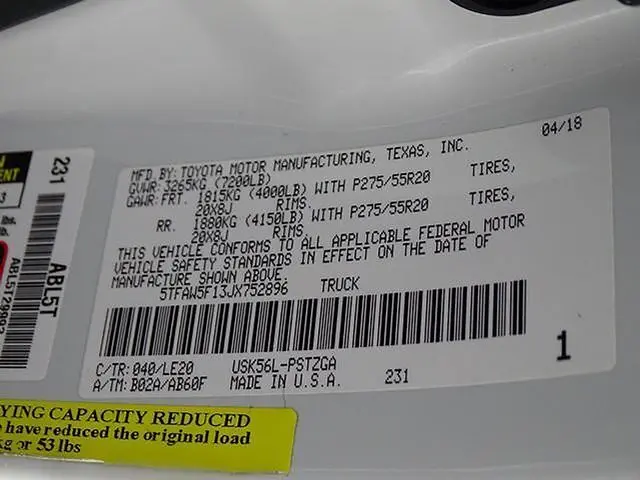 04/18
MFD.BY:TOYOTA MOTOR MANUFACTURING, TEXAS, INC.
GVWR: 3265KG (7200LB)
GAWR: FRT. 1815KG (4000LB) WITH P275/55R20 TIRES,
20X8J RIMS.
RR. 1880KG (4150LB) WITH P275/55R20 TIRES,
20X8J RIMS.
THIS VEHICLE CONFORMS TO ALL APPLICABLE FEDERAL MOTOR
VEHICLE SAFETY STANDARDS IN EFFECT ON THE DATE OF
MANUFACTURE SHOWN ABOVE.
5TFAW5F13JX752896 TRUCK
C/TR: 040/LE20 USK56L-PSTZGA
A/TM: B02A/AB60F MADE IN U.S.A. 231
1
231
ABL5T
lbs.
YING CAPACITY REDUCED
have reduced the original load
kg or 53 lbs